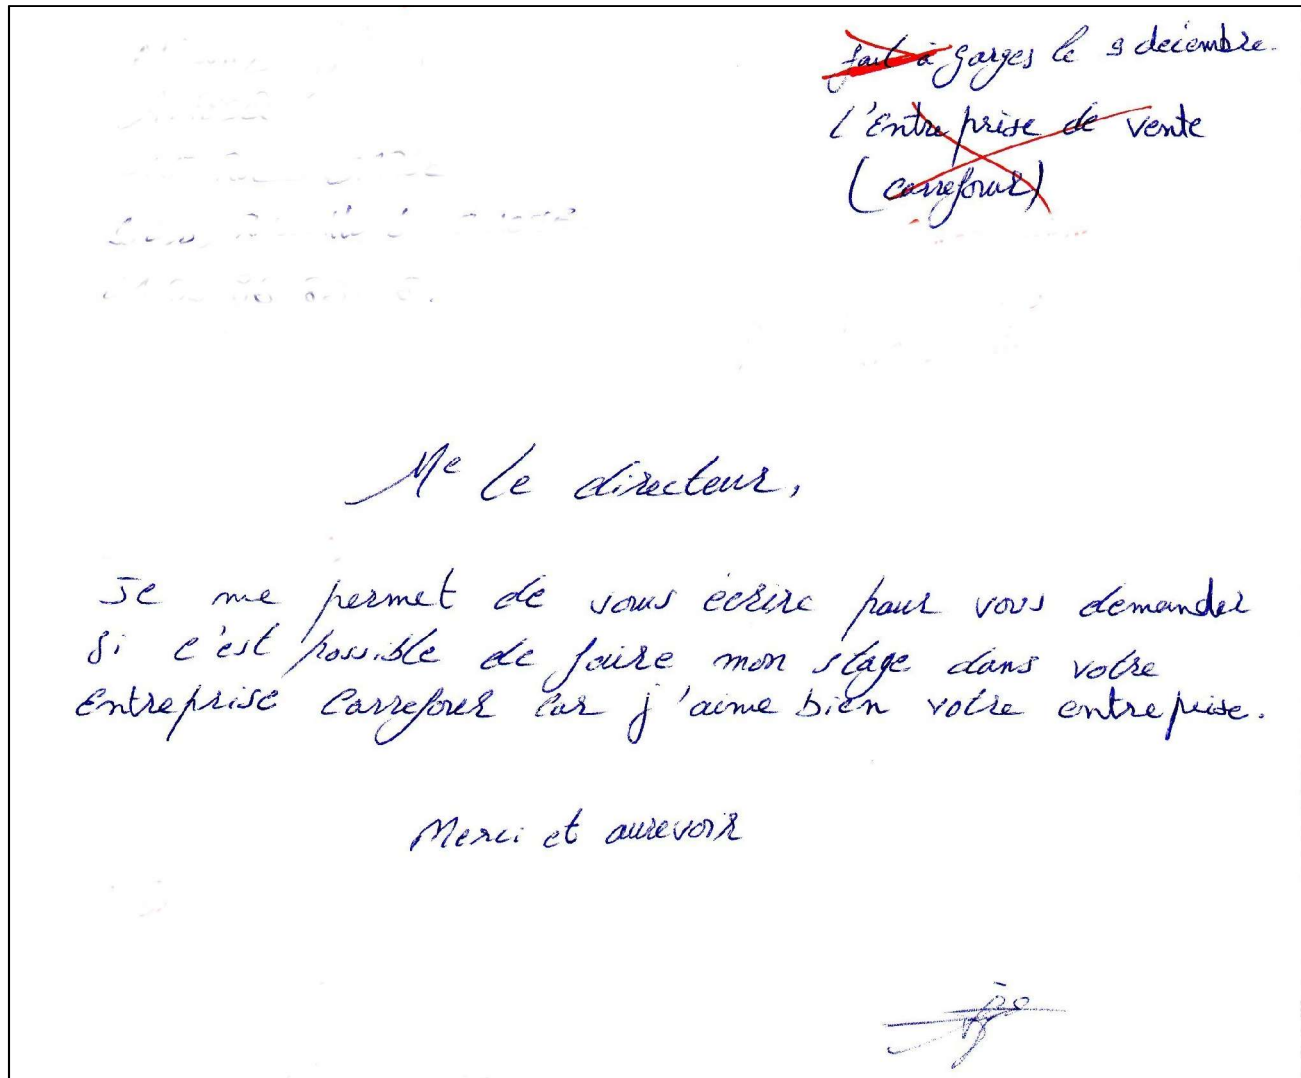 fait à Garges le 9 décembre.
l'Entreprise de vente
(carrefour)
Me le directeur,
Je me permet de vous écrire pour vous demander
si c'est possible de faire mon stage dans votre
entreprise Carrefour car j'aime bien votre entreprise.
Merci et aurevoir